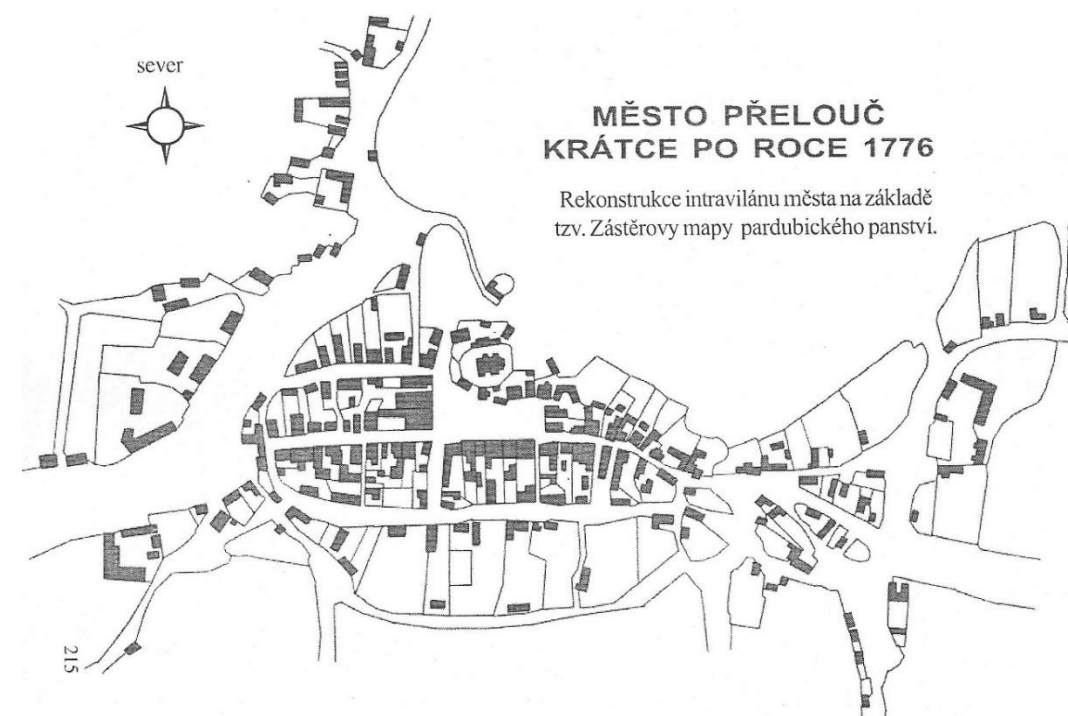 sever
MĚSTO PŘELOUČ
KRÁTCE PO ROCE 1776
Rekonstrukce intravilánu města na základě
tzv. Zástěrovy mapy pardubického panství.
215